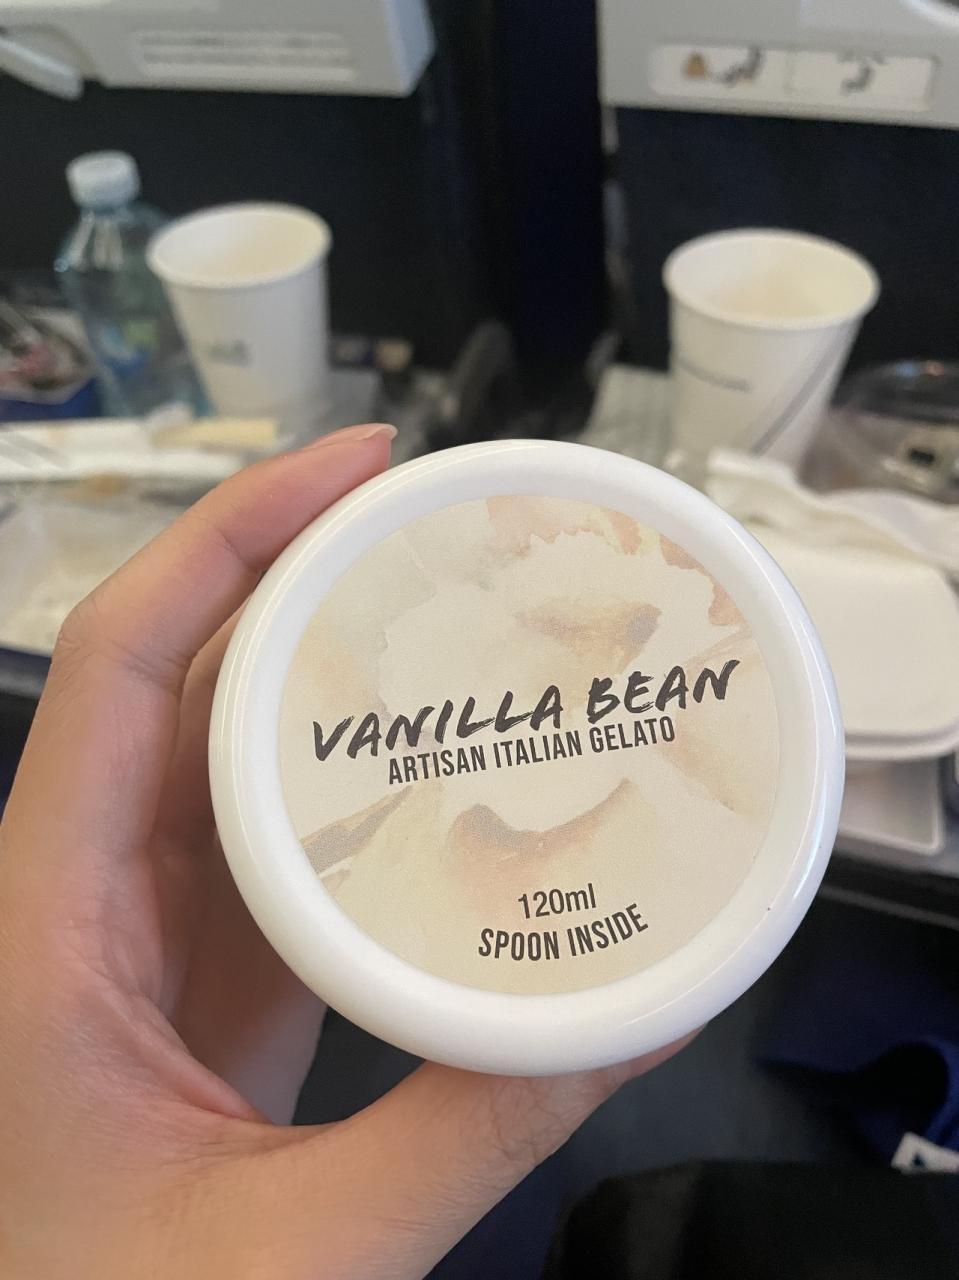 VANILLA BEAN
ARTISAN ITALIAN GELATO
120ml
SPOON INSIDE